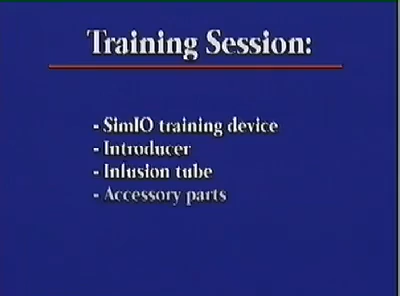 Training Session:
- SimIO training device
- Introducer
- Infusion tube
- Accessory parts